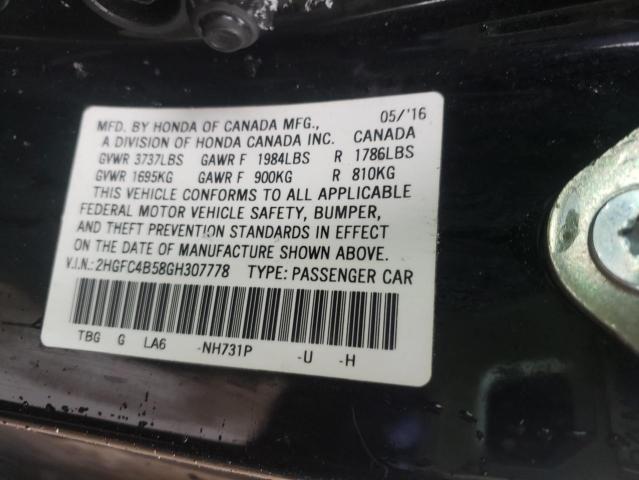 05/'16
MFD. BY HONDA OF CANADA MFG.,
A DIVISION OF HONDA CANADA INC. CANADA
GVWR 3737LBS GAWR F 1984LBS R 1786LBS
GVWR 1695KG GAWR F 900KG R 810KG
THIS VEHICLE CONFORMS TO ALL APPLICABLE
FEDERAL MOTOR VEHICLE SAFETY, BUMPER,
AND THEFT PREVENTION STANDARDS IN EFFECT
ON THE DATE OF MANUFACTURE SHOWN ABOVE.
V.I.N.: 2HGFC4B58GH307778 TYPE: PASSENGER CAR
TBG G LA6 -NH731P -U -H